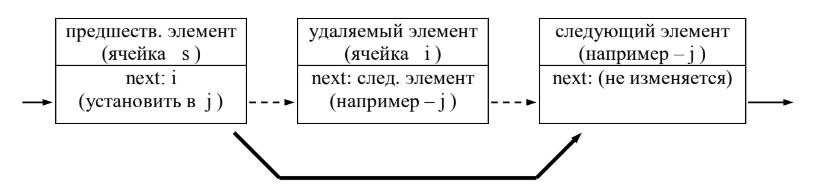 предшеств. элемент
(ячейка s )
next: i
(установить в j )
удаляемый элемент
(ячейка i )
next: след. элемент
(например – j )
следующий элемент
(например – j )
next: (не изменяется)